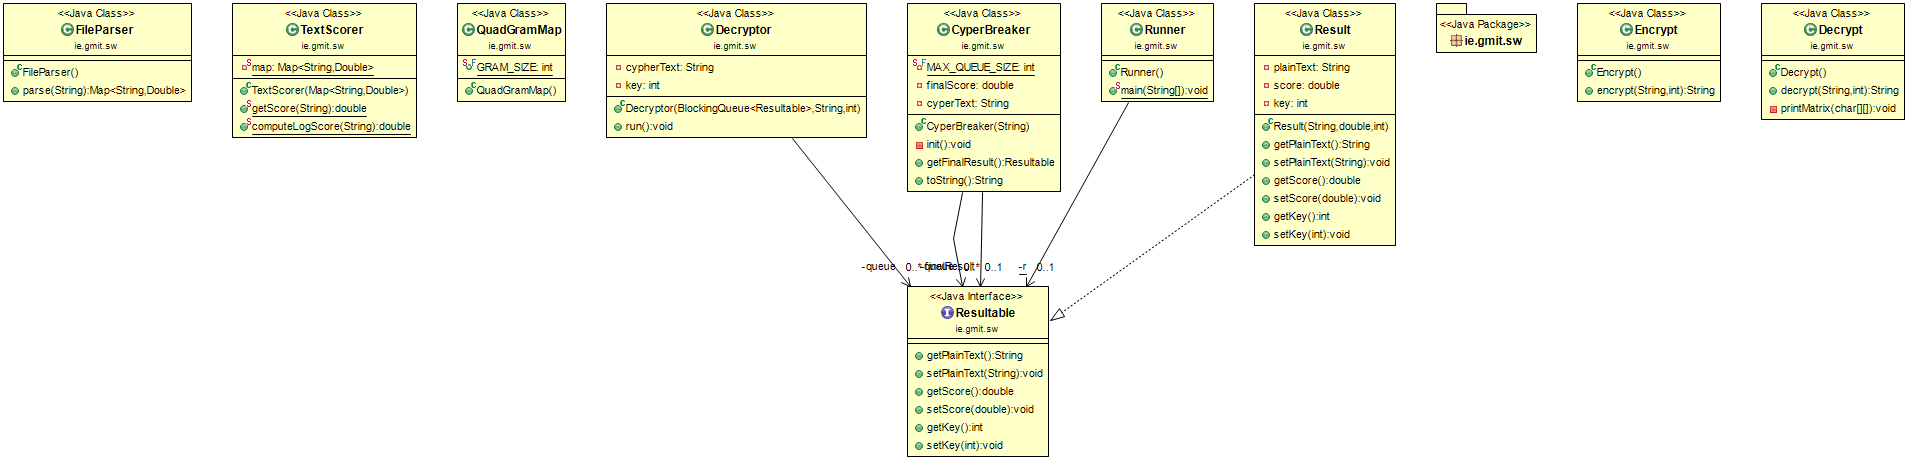 <<Java Class>>
FileParser
ie.gmit.sw
FileParser()
parse(String):Map<String,Double>
<<Java Class>>
TextScorer
ie.gmit.sw
map: Map<String,Double>
TextScorer(Map<String,Double>)
getScore(String):double
computeLogScore(String):double
<<Java Class>>
QuadGramMap
ie.gmit.sw
GRAM_SIZE: int
QuadGramMap()
<<Java Class>>
Decryptor
ie.gmit.sw
cypherText: String
key: int
Decryptor(BlockingQueue<Resultable>,String,int)
run():void
<<Java Class>>
CyperBreaker
ie.gmit.sw
MAX_QUEUE_SIZE: int
finalScore: double
cyperText: String
CyperBreaker(String)
init():void
getFinalResult():Resultable
toString():String
<<Java Class>>
Runner
ie.gmit.sw
Runner()
main(String[]):void
<<Java Class>>
Result
ie.gmit.sw
plainText: String
score: double
key: int
Result(String,double,int)
getPlainText():String
setPlainText(String):void
getScore():double
setScore(double):void
getKey():int
setKey(int):void
<<Java Package>>
ie.gmit.sw
<<Java Class>>
Encrypt
ie.gmit.sw
Encrypt()
encrypt(String,int):String
<<Java Class>>
Decrypt
ie.gmit.sw
Decrypt()
decrypt(String,int):String
printMatrix(char[][]):void
-queue 0..* -finalResult 0..1 -r 0..1
<<Java Interface>>
Resultable
ie.gmit.sw
getPlainText():String
setPlainText(String):void
getScore():double
setScore(double):void
getKey():int
setKey(int):void